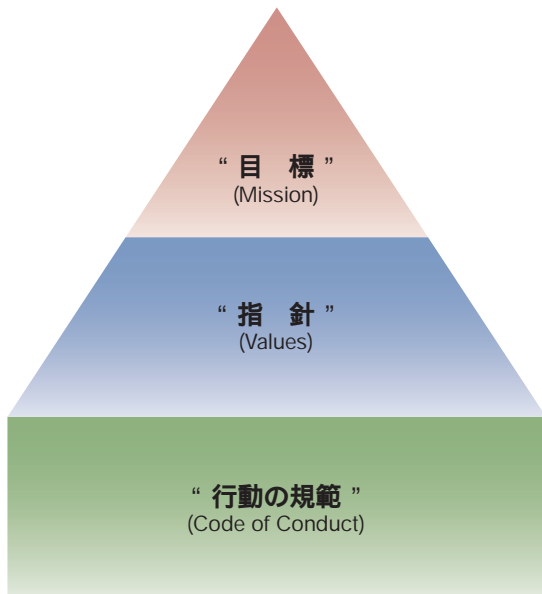 “ 目　標 ”
(Mission)
“ 指　針 ”
(Values)
“ 行動の規範 ”
(Code of Conduct)